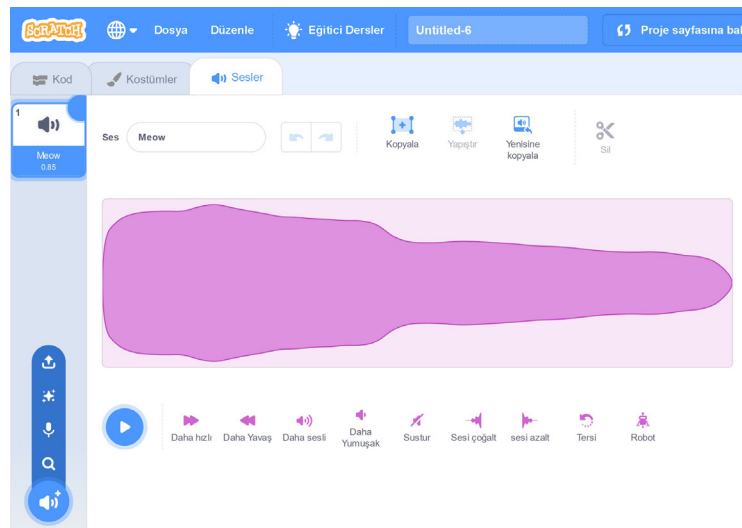 SCRATCH Dosya Düzenle Eğitici Dersler Untitled-6 Proje sayfasına
Kod Kostümler Sesler
1
Meow
0.85
Ses Meow
Kopyala Yapıştır Yenisine kopyala Sil
Daha hızlı Daha Yavaş Daha sesli Daha Yumuşak Sustur Sesi çoğalt sesi azalt Tersi Robot